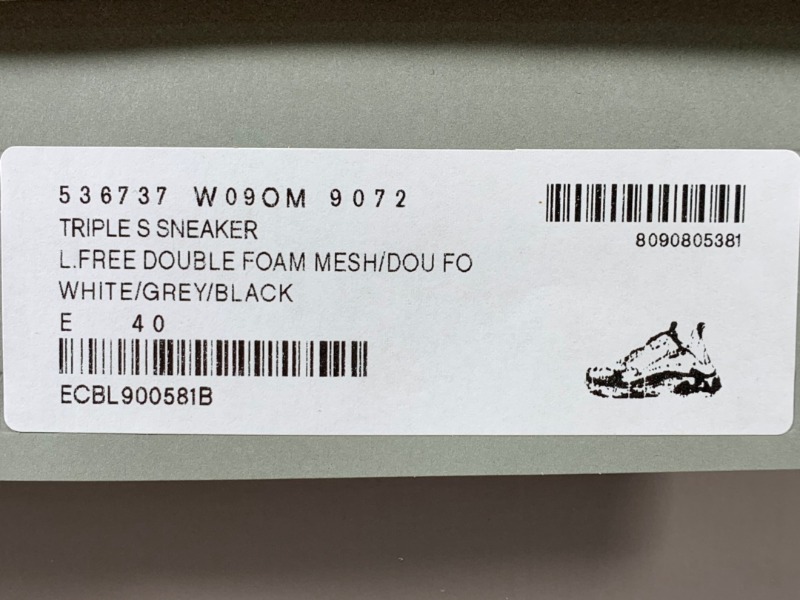 536737 W09OM 9072
8090805381
TRIPLE S SNEAKER
L.FREE DOUBLE FOAM MESH/DOU FO
WHITE/GREY/BLACK
E 40
ECBL900581B